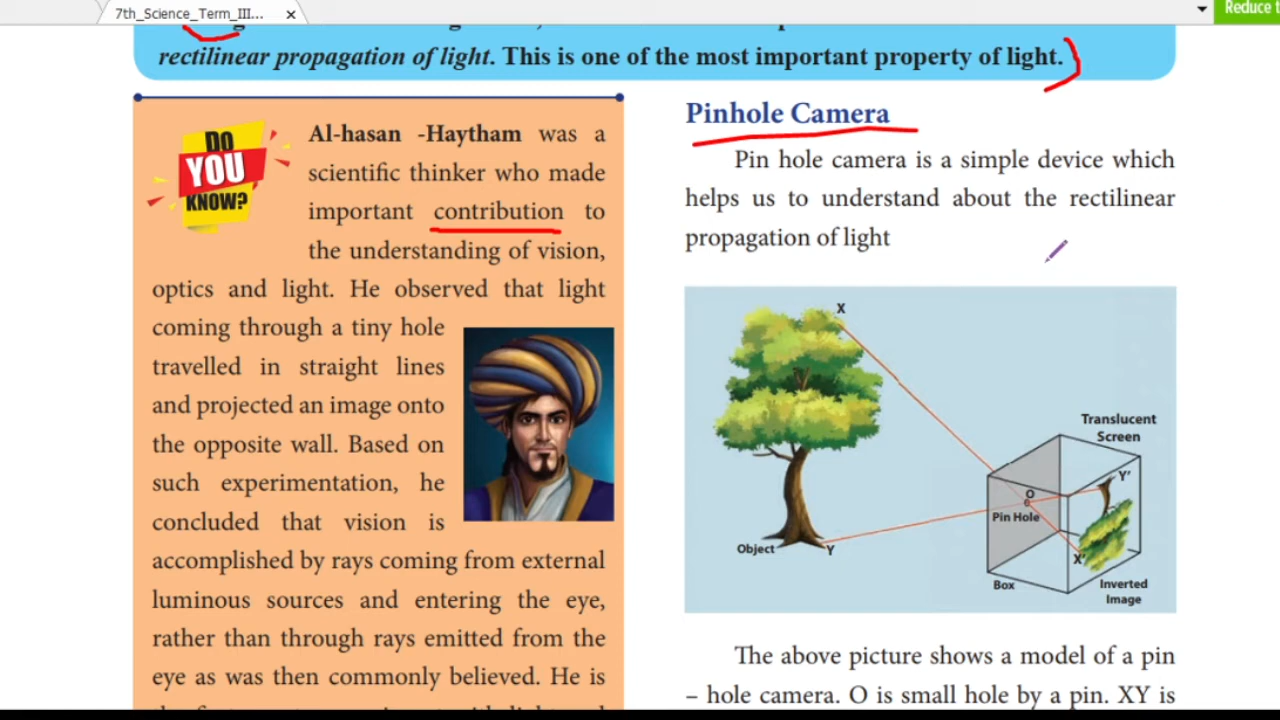 7th_Science_Term_III...
Reduce t
rectilinear propagation of light. This is one of the most important property of light.
DO
YOU
KNOW?
Al-hasan -Haytham was a
scientific thinker who made
important contribution to
the understanding of vision,
optics and light. He observed that light
coming through a tiny hole
travelled in straight lines
and projected an image onto
the opposite wall. Based on
such experimentation, he
concluded that vision is
accomplished by rays coming from external
luminous sources and entering the eye,
rather than through rays emitted from the
eye as was then commonly believed. He is
Pinhole Camera
Pin hole camera is a simple device which
helps us to understand about the rectilinear
propagation of light
X
Translucent
Screen
Y'
O
Pin Hole
Object
Y
X'
Box
Inverted
Image
The above picture shows a model of a pin
– hole camera. O is small hole by a pin. XY is